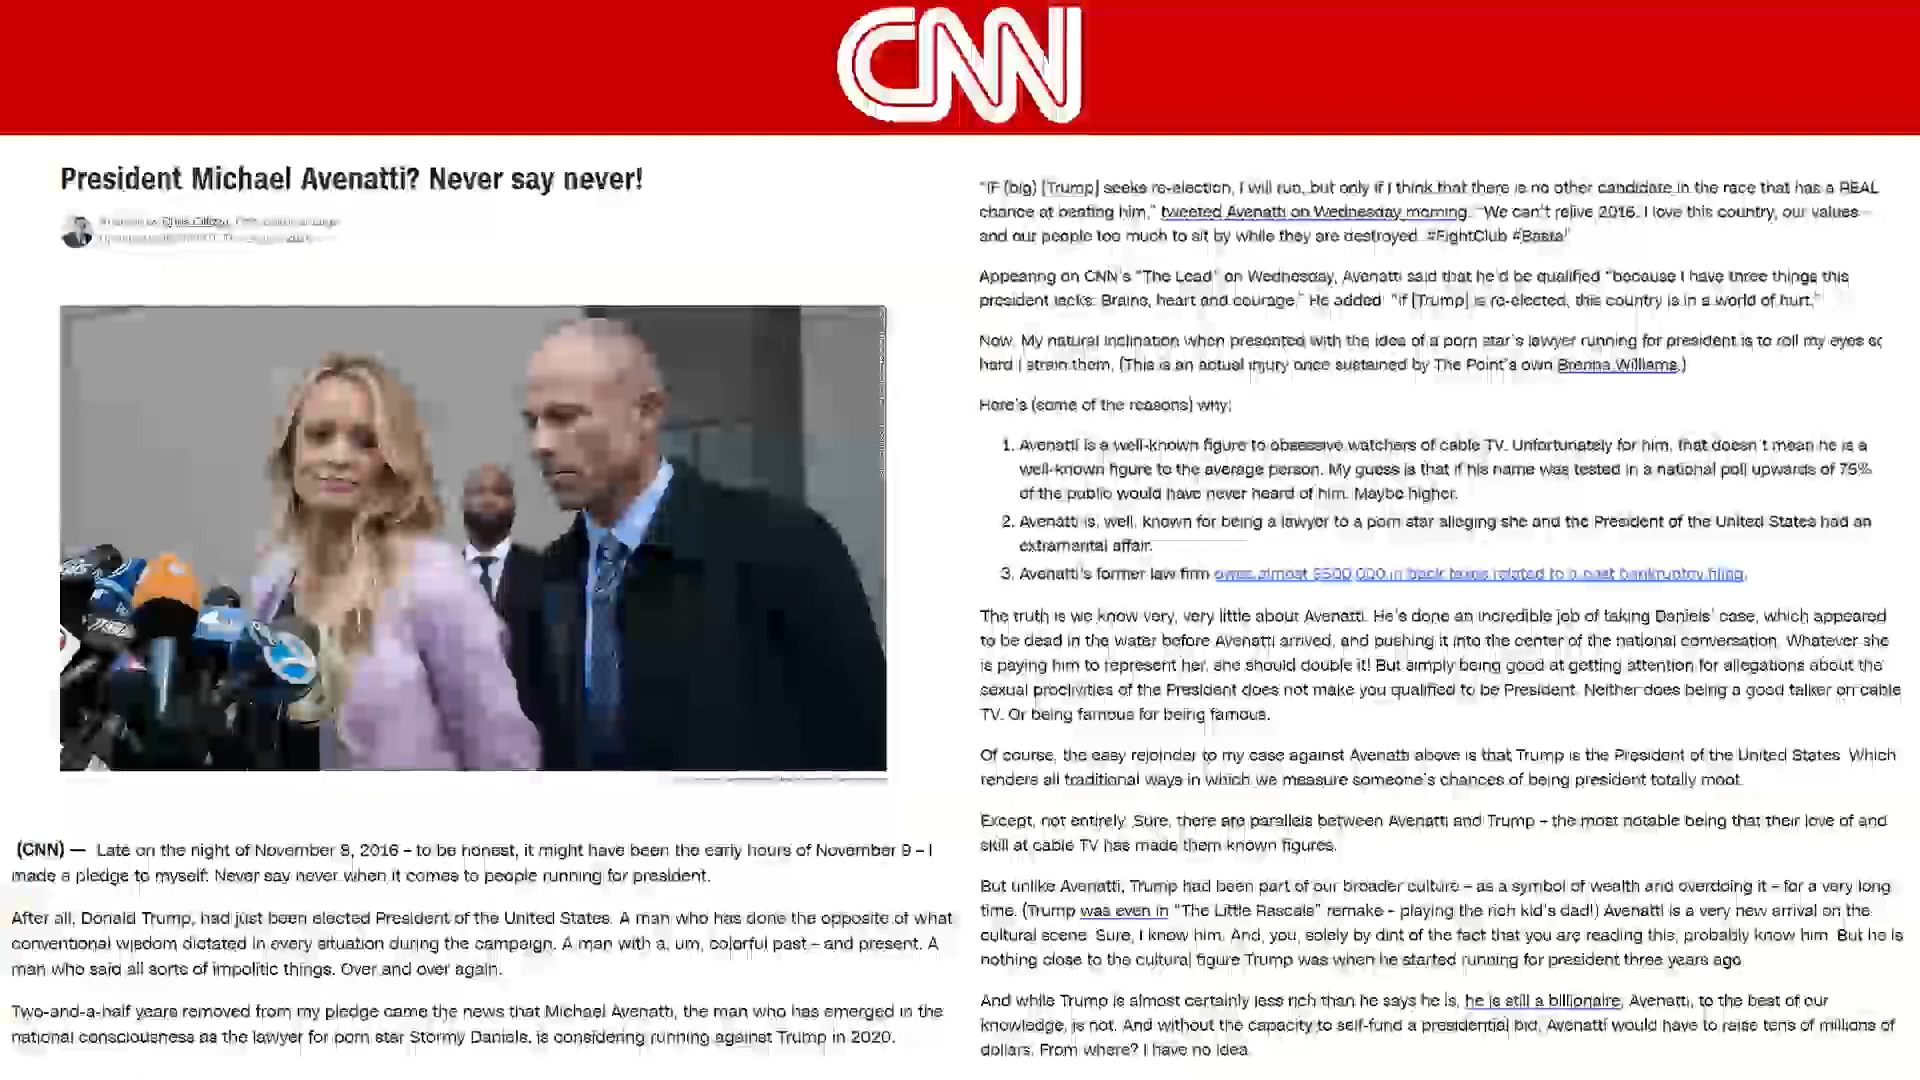 CNN
President Michael Avenatti? Never say never!
Chris Cillizza
(CNN) — Late on the night of November 8, 2016 – to be honest, it might have been the early hours of November 9 – I
made a pledge to myself: Never say never when it comes to people running for president.
After all, Donald Trump, had just been elected President of the United States. A man who has done the opposite of what
conventional wisdom dictated in every situation during the campaign. A man with a, um, colorful past – and present. A
man who said all sorts of impolitic things. Over and over again.
Two-and-a-half years removed from my pledge came the news that Michael Avenatti, the man who has emerged in the
national consciousness as the lawyer for porn star Stormy Daniels, is considering running against Trump in 2020.
"IF (big) [Trump] seeks re-election, I will run, but only if I think that there is no other candidate in the race that has a REAL
chance at beating him," tweeted Avenatti on Wednesday morning. "We can't relive 2016. I love this country, our values
and our people too much to sit by while they are destroyed. #FightClub #Basta"
Appearing on CNN's "The Lead" on Wednesday, Avenatti said that he'd be qualified "because I have three things this
president lacks: Brains, heart and courage." He added: "If [Trump] is re-elected, this country is in a world of hurt."
Now. My natural inclination when presented with the idea of a porn star's lawyer running for president is to roll my eyes so
hard I strain them. (This is an actual injury once sustained by The Point's own Brenna Williams.)
Here's (some of the reasons) why:
1. Avenatti is a well-known figure to obsessive watchers of cable TV. Unfortunately for him, that doesn't mean he is a
well-known figure to the average person. My guess is that if his name was tested in a national poll upwards of 75%
of the public would have never heard of him. Maybe higher.
2. Avenatti is, well, known for being a lawyer to a porn star alleging she and the President of the United States had an
extramarital affair.
3. Avenatti's former law firm owes almost $500,000 in back taxes related to a past bankruptcy filing.
The truth is we know very, very little about Avenatti. He's done an incredible job of taking Daniels' case, which appeared
to be dead in the water before Avenatti arrived, and pushing it into the center of the national conversation. Whatever she
is paying him to represent her, she should double it! But simply being good at getting attention for allegations about the
sexual proclivities of the President does not make you qualified to be President. Neither does being a good talker on cable
TV. Or being famous for being famous.
Of course, the easy rejoinder to my case against Avenatti above is that Trump is the President of the United States. Which
renders all traditional ways in which we measure someone's chances of being president totally moot.
Except, not entirely. Sure, there are parallels between Avenatti and Trump – the most notable being that their love of and
skill at cable TV has made them known figures.
But unlike Avenatti, Trump had been part of our broader culture – as a symbol of wealth and overdoing it – for a very long
time. (Trump was even in "The Little Rascals" remake – playing the rich kid's dad!) Avenatti is a very new arrival on the
cultural scene. Sure, I know him. And, you, solely by dint of the fact that you are reading this, probably know him. But he is
nothing close to the cultural figure Trump was when he started running for president three years ago.
And while Trump is almost certainly less rich than he says he is, he is still a billionaire. Avenatti, to the best of our
knowledge, is not. And without the capacity to self-fund a presidential bid, Avenatti would have to raise tens of millions of
dollars. From where? I have no idea.